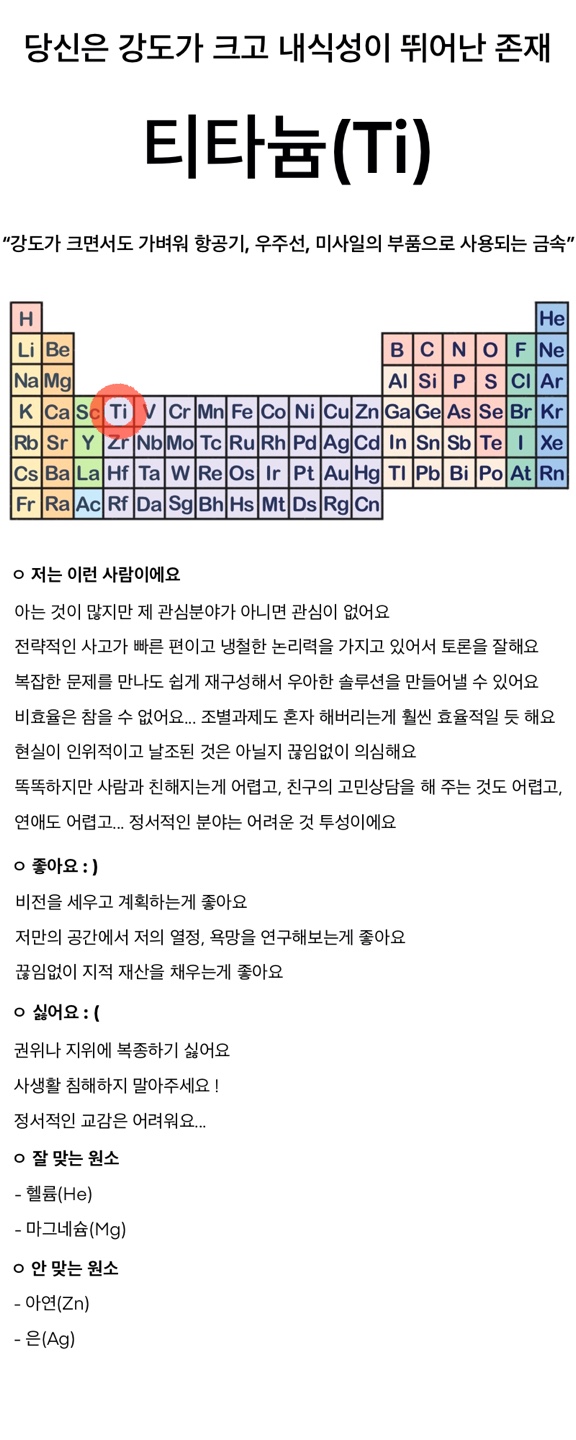 당신은 강도가 크고 내식성이 뛰어난 존재
티타늄(Ti)
“강도가 크면서도 가벼워 항공기, 우주선, 미사일의 부품으로 사용되는 금속”
H He
Li Be B C N O F Ne
Na Mg Al Si P S Cl Ar
K Ca Sc Ti V Cr Mn Fe Co Ni Cu Zn Ga Ge As Se Br Kr
Rb Sr Y Zr Nb Mo Tc Ru Rh Pd Ag Cd In Sn Sb Te I Xe
Cs Ba La Hf Ta W Re Os Ir Pt Au Hg Tl Pb Bi Po At Rn
Fr Ra Ac Rf Da Sg Bh Hs Mt Ds Rg Cn
ㅇ 저는 이런 사람이에요
아는 것이 많지만 제 관심분야가 아니면 관심이 없어요
전략적인 사고가 빠른 편이고 냉철한 논리력을 가지고 있어서 토론을 잘해요
복잡한 문제를 만나도 쉽게 재구성해서 우아한 솔루션을 만들어낼 수 있어요
비효율은 참을 수 없어요... 조별과제도 혼자 해버리는게 훨씬 효율적일 듯 해요
현실이 인위적이고 날조된 것은 아닐지 끊임없이 의심해요
똑똑하지만 사람과 친해지는게 어렵고, 친구의 고민상담을 해 주는 것도 어렵고,
연애도 어렵고... 정서적인 분야는 어려운 것 투성이에요
ㅇ 좋아요 : )
비전을 세우고 계획하는게 좋아요
저만의 공간에서 저의 열정, 욕망을 연구해보는게 좋아요
끊임없이 지적 재산을 채우는게 좋아요
ㅇ 싫어요 : (
권위나 지위에 복종하기 싫어요
사생활 침해하지 말아주세요 !
정서적인 교감은 어려워요...
ㅇ 잘 맞는 원소
- 헬륨(He)
- 마그네슘(Mg)
ㅇ 안 맞는 원소
- 아연(Zn)
- 은(Ag)